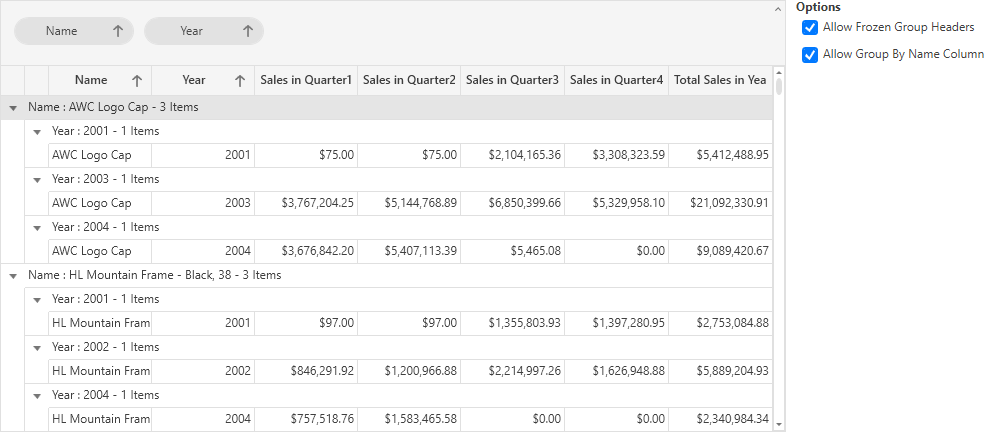 Options
Name Year
Allow Frozen Group Headers
Allow Group By Name Column
Name Year Sales in Quarter1 Sales in Quarter2 Sales in Quarter3 Sales in Quarter4 Total Sales in Yea
Name : AWC Logo Cap - 3 Items
Year : 2001 - 1 Items
AWC Logo Cap 2001 $75.00 $75.00 $2,104,165.36 $3,308,323.59 $5,412,488.95
Year : 2003 - 1 Items
AWC Logo Cap 2003 $3,767,204.25 $5,144,768.89 $6,850,399.66 $5,329,958.10 $21,092,330.91
Year : 2004 - 1 Items
AWC Logo Cap 2004 $3,676,842.20 $5,407,113.39 $5,465.08 $0.00 $9,089,420.67
Name : HL Mountain Frame - Black, 38 - 3 Items
Year : 2001 - 1 Items
HL Mountain Fram 2001 $97.00 $97.00 $1,355,803.93 $1,397,280.95 $2,753,084.88
Year : 2002 - 1 Items
HL Mountain Fram 2002 $846,291.92 $1,200,966.88 $2,214,997.26 $1,626,948.88 $5,889,204.93
Year : 2004 - 1 Items
HL Mountain Fram 2004 $757,518.76 $1,583,465.58 $0.00 $0.00 $2,340,984.34